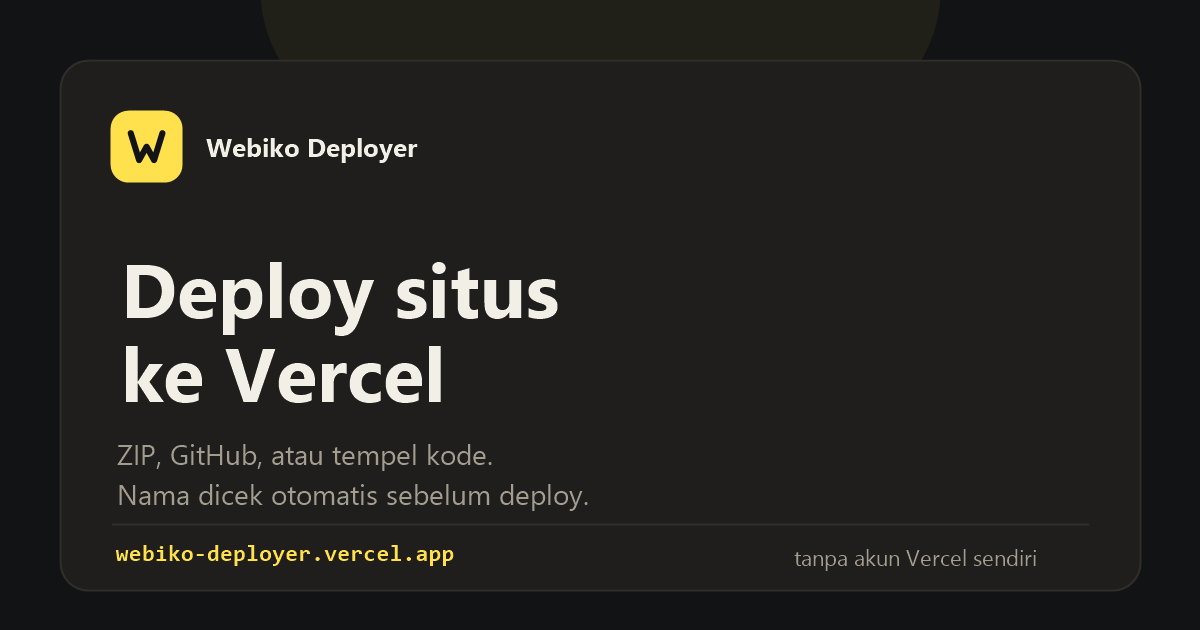 W
Webiko Deployer
Deploy situs
ke Vercel
ZIP, GitHub, atau tempel kode.
Nama dicek otomatis sebelum deploy.
webiko-deployer.vercel.app
tanpa akun Vercel sendiri